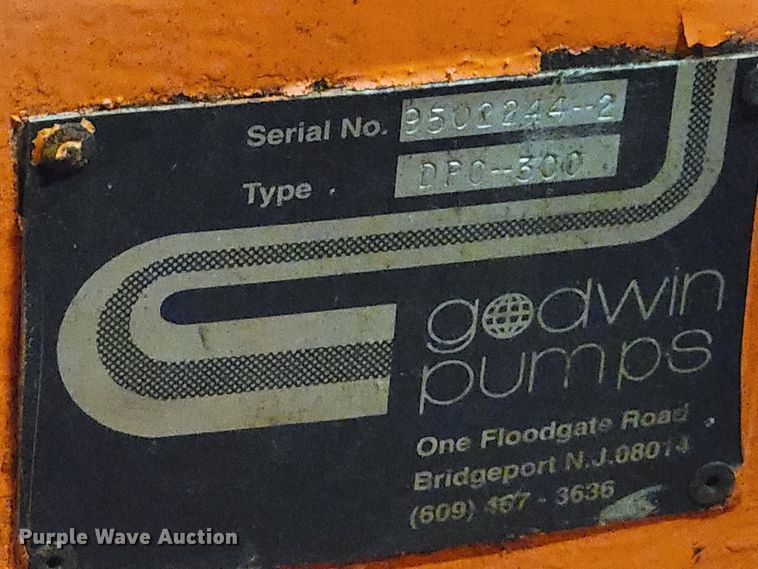 Serial No. 9502244-2
Type DPC-300
godwin
pumps
One Floodgate Road
Bridgeport N.J.08014
(609) 467 - 3636
Purple Wave Auction